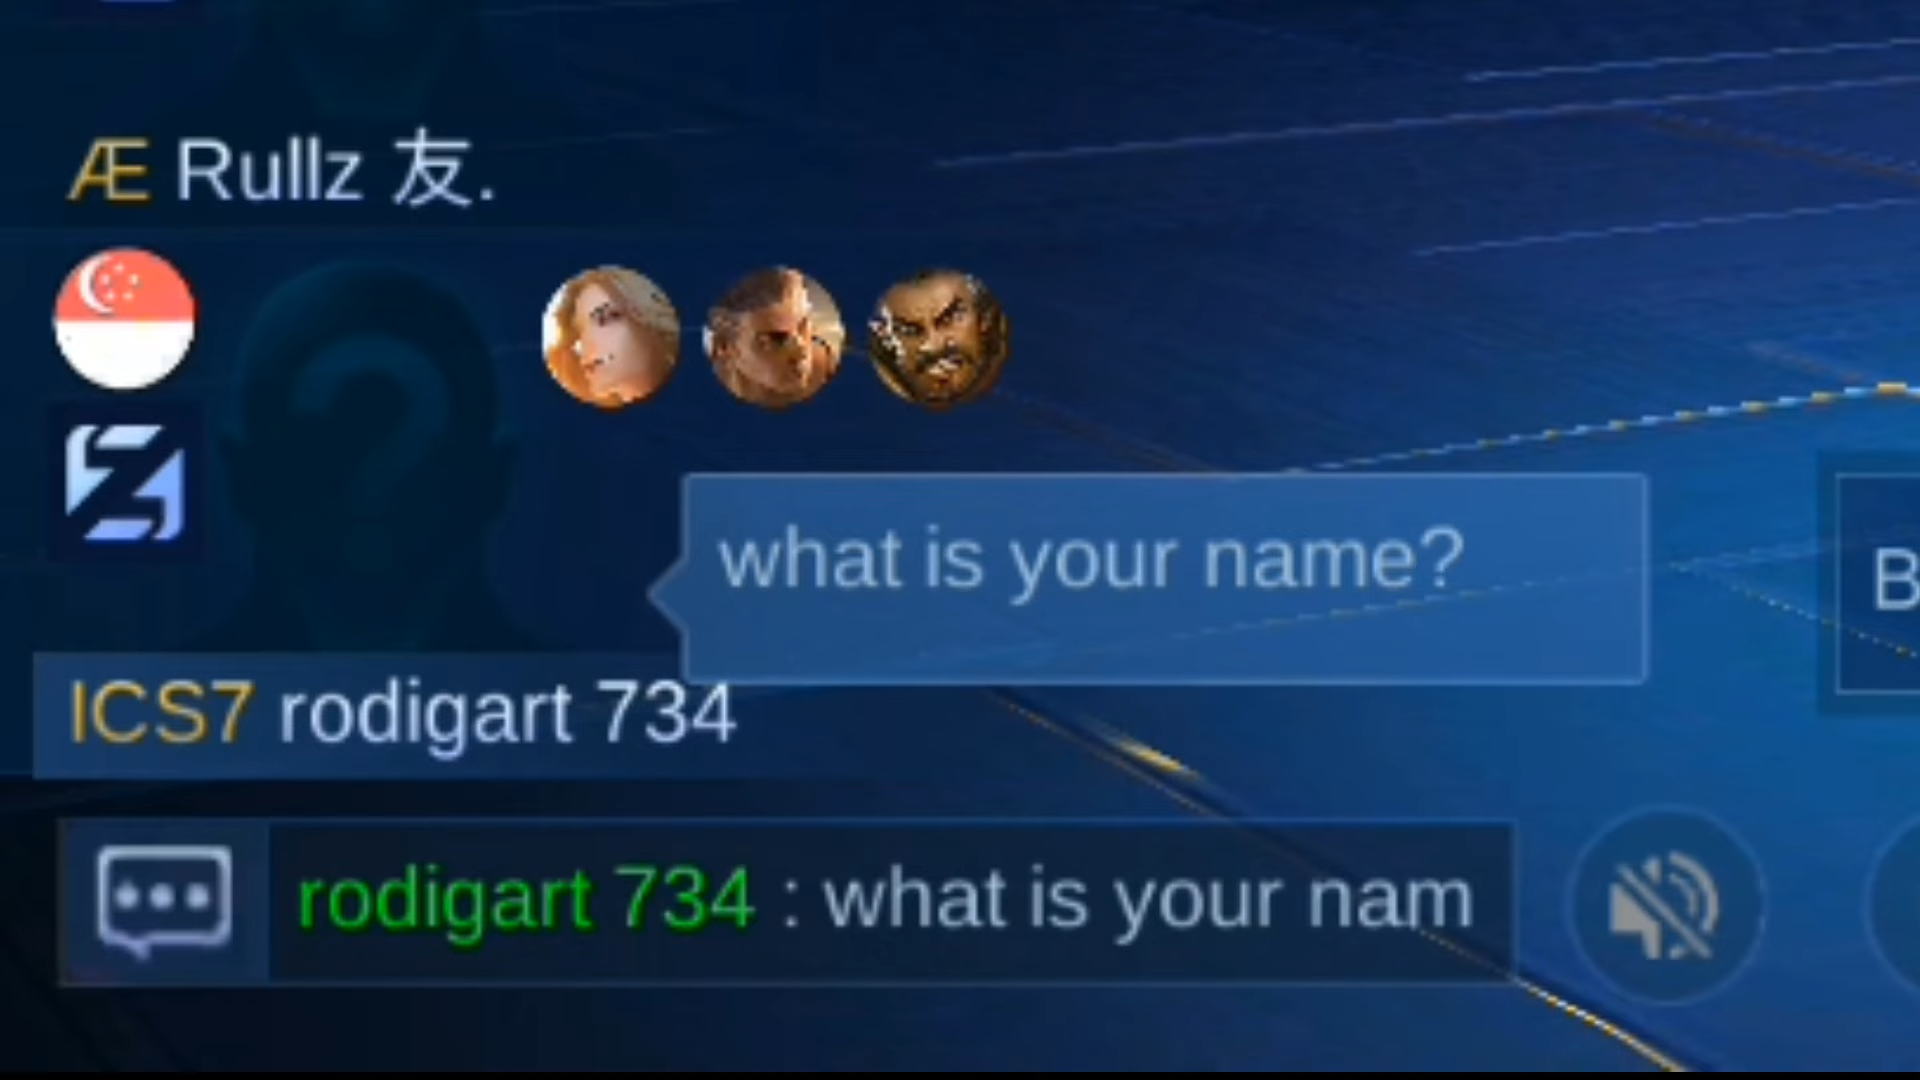 Æ Rullz 友.
what is your name?
B
ICS7 rodigart 734
rodigart 734 : what is your nam